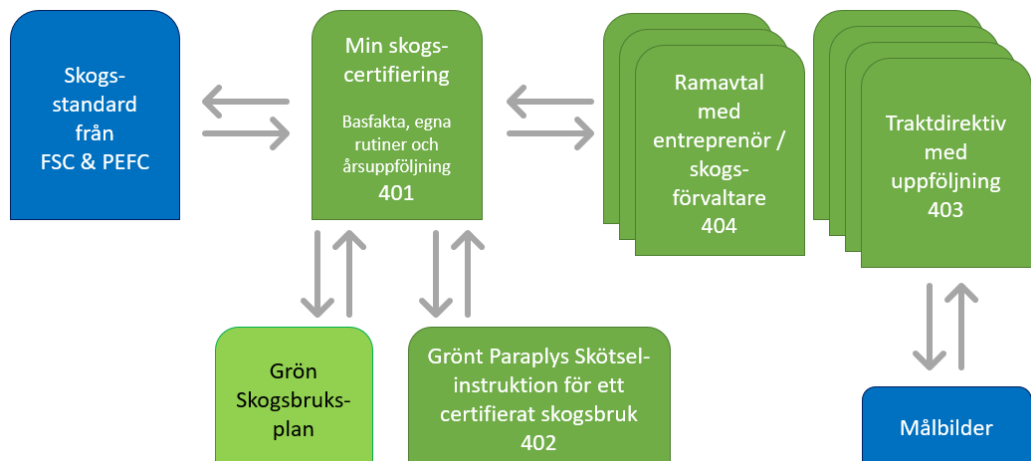 Skogs-
standard
från
FSC & PEFC
Min skogs-
certifiering
Basfakta, egna
rutiner och
årsuppföljning
401
Ramavtal
med
entreprenör /
skogs-
förvaltare
404
Traktdirektiv
med
uppföljning
403
Grön
Skogsbruks-
plan
Grönt Paraplys Skötsel-
instruktion för ett
certifierat skogsbruk
402
Målbilder